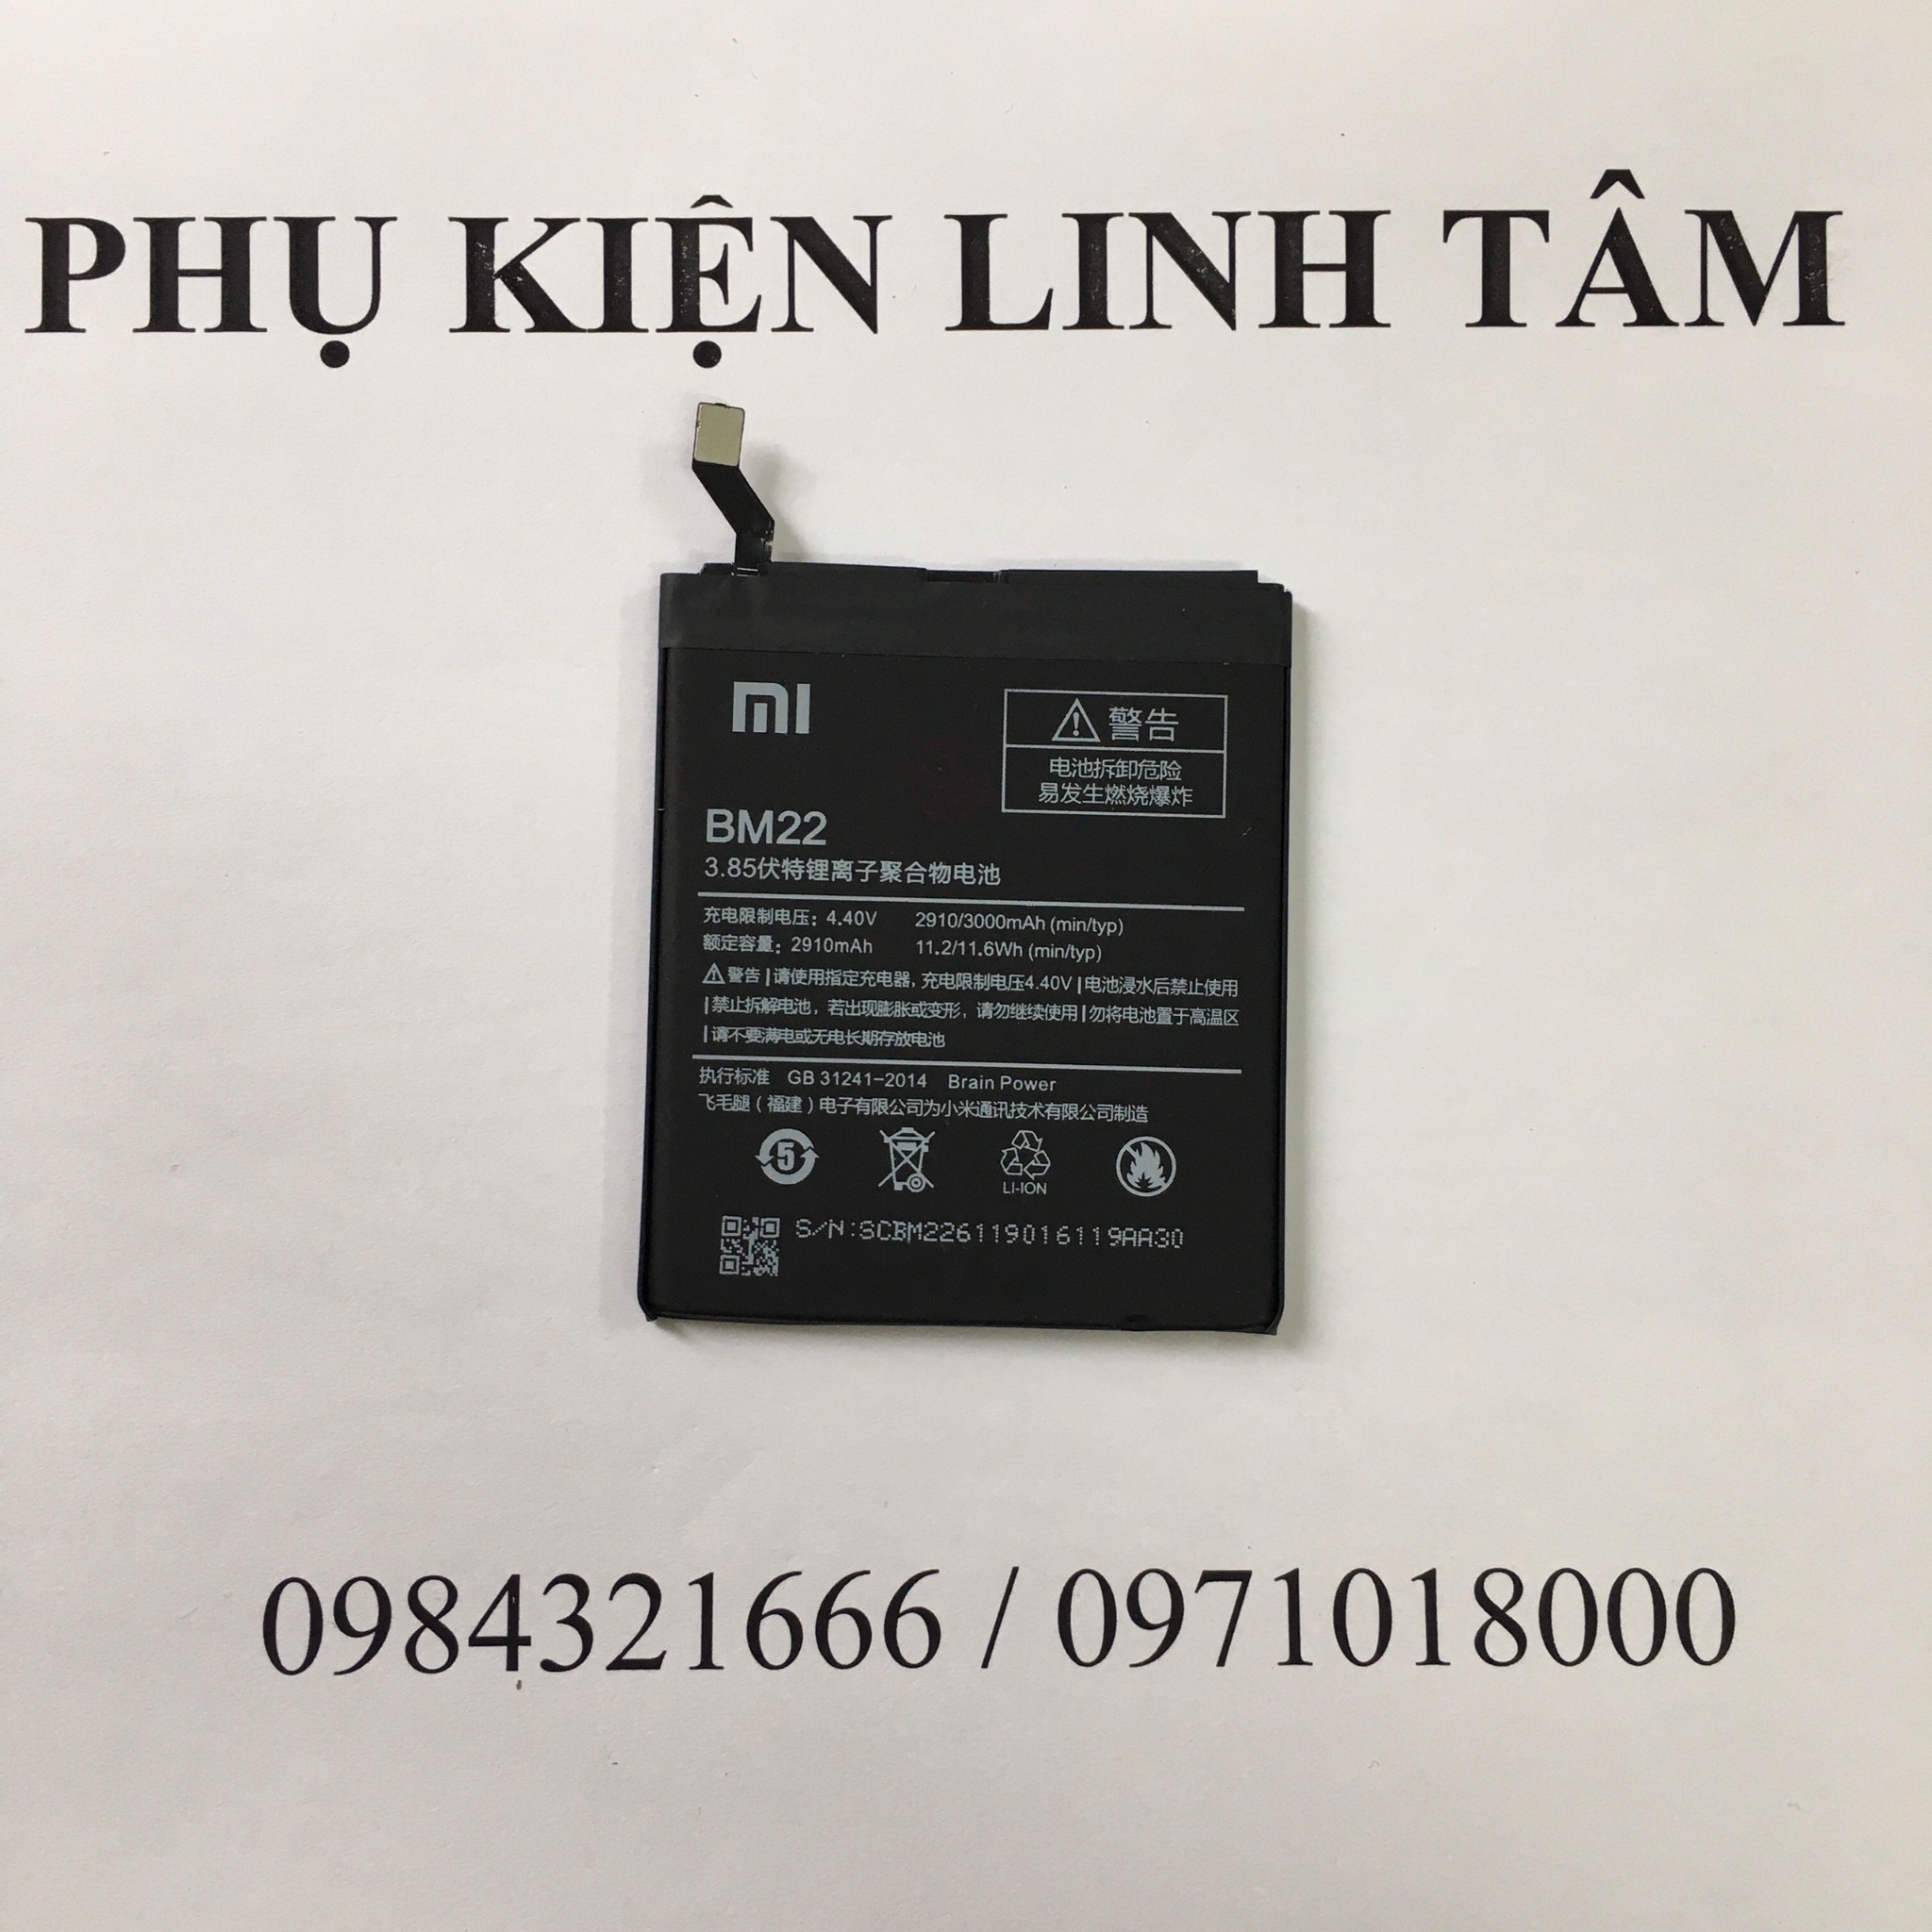 PHỤ KIỆN LINH TÂM
mi
警告
电池拆卸危险
易发生燃烧爆炸
BM22
3.85伏特锂离子聚合物电池
充电限制电压: 4.40V 2910/3000mAh (min/typ)
额定容量: 2910mAh 11.2/11.6Wh (min/typ)
警告|请使用指定充电器, 充电限制电压4.40V|电池浸水后禁止使用
|禁止拆解电池, 若出现膨胀或变形, 请勿继续使用|勿将电池置于高温区
|请不要满电或无电长期存放电池
执行标准 GB 31241-2014 Brain Power
飞毛腿（福建）电子有限公司为小米通讯技术有限公司制造
5
LI-ION
S/N:SCBM226119016119AA30
0984321666 / 0971018000